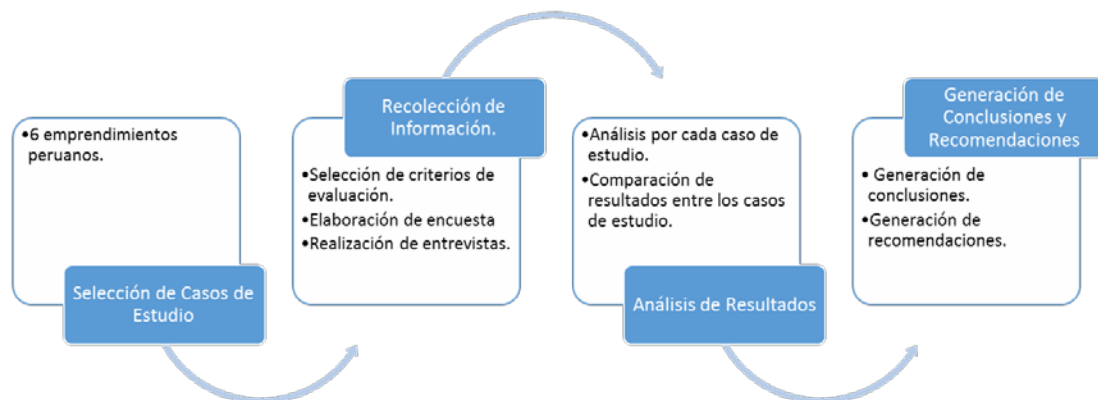 •6 emprendimientos
peruanos.
Selección de Casos de
Estudio
Recolección de
Información.
•Selección de criterios de
evaluación.
•Elaboración de encuesta
•Realización de entrevistas.
•Análisis por cada caso de
estudio.
•Comparación de
resultados entre los casos
de estudio.
Análisis de Resultados
Generación de
Conclusiones y
Recomendaciones
• Generación de
conclusiones.
•Generación de
recomendaciones.